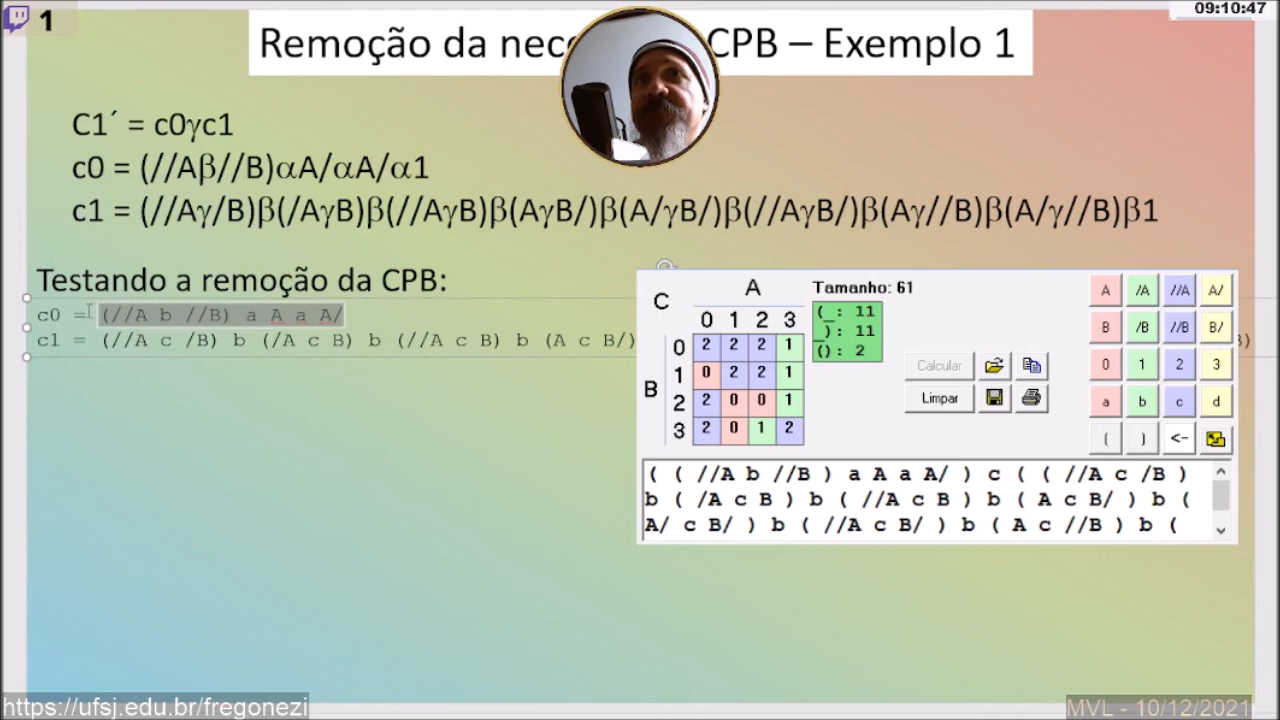 1
09:10:47
Remoção da nec CPB – Exemplo 1
C1´ = c0γc1
c0 = (//Aβ//B)αA/αA/α1
c1 = (//Aγ/B)β(/AγB)β(//AγB)β(AγB/)β(A/γB/)β(//AγB/)β(Aγ//B)β(A/γ//B)β1
Testando a remoção da CPB:
c0 = (//A b //B) a A a A/
c1 = (//A c /B) b (/A c B) b (//A c B) b (A c B/) B)
C A
0 1 2 3
B
0 2 2 2 1
1 0 2 2 1
2 2 0 0 1
3 2 0 1 2
Tamanho: 61
(_: 11
_): 11
(): 2
Calcular
Limpar
A /A //A A/
B /B //B B/
0 1 2 3
a b c d
( ) <-
( ( //A b //B ) a A a A/ ) c ( ( //A c /B )
b ( /A c B ) b ( //A c B ) b ( A c B/ ) b (
A/ c B/ ) b ( //A c B/ ) b ( A c //B ) b (
https://ufsj.edu.br/fregonezi
MVL - 10/12/2021